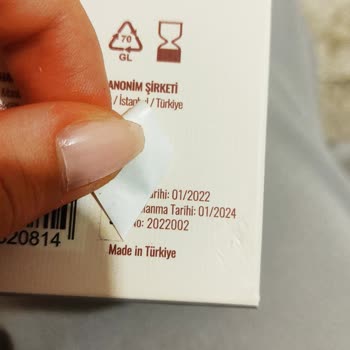 70
GL
ANONİM ŞİRKETİ
/ İstanbul / Türkiye
Tarihi: 01/2022
Tarihi: 01/2024
No: 2022002
20814
Made in Türkiye